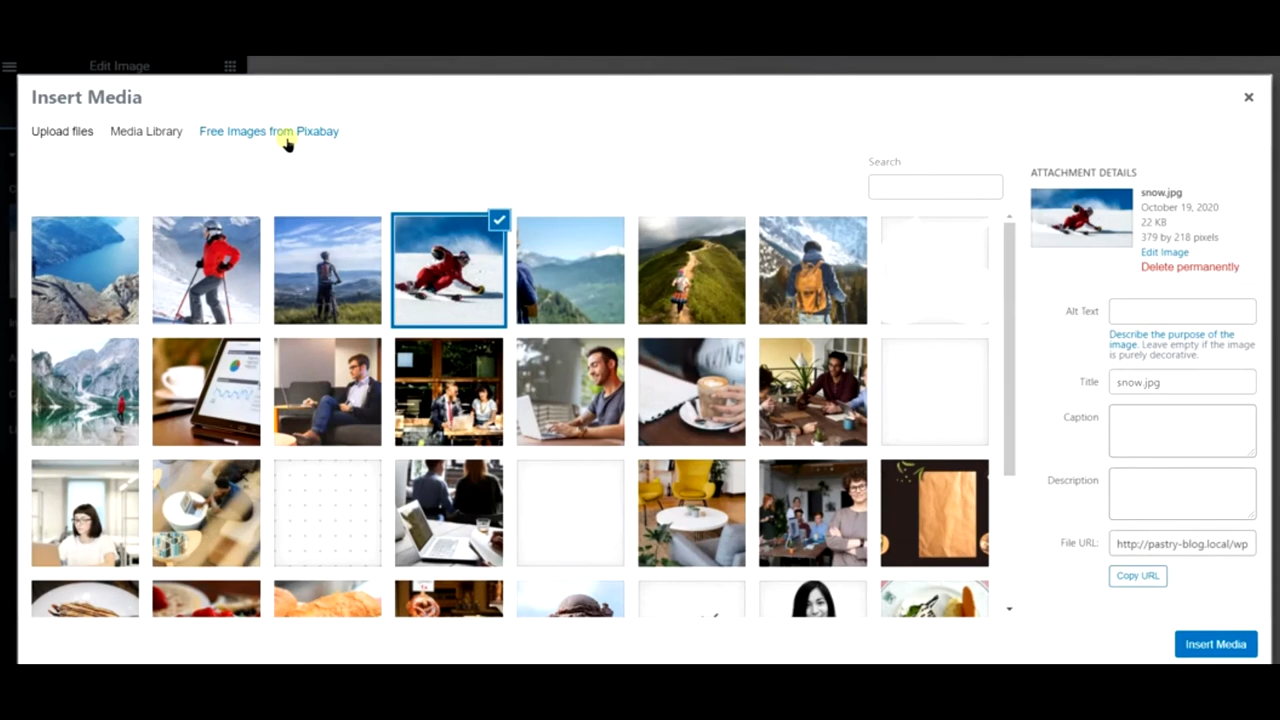 Edit Image
Insert Media
Upload files
Media Library
Free Images from Pixabay
Search
ATTACHMENT DETAILS
snow.jpg
October 19, 2020
22 KB
379 by 218 pixels
Edit Image
Delete permanently
Alt Text
Describe the purpose of the
image. Leave empty if the image
is purely decorative.
Title
snow.jpg
Caption
Description
File URL:
http://pastry-blog.local/wp
Copy URL
Insert Media